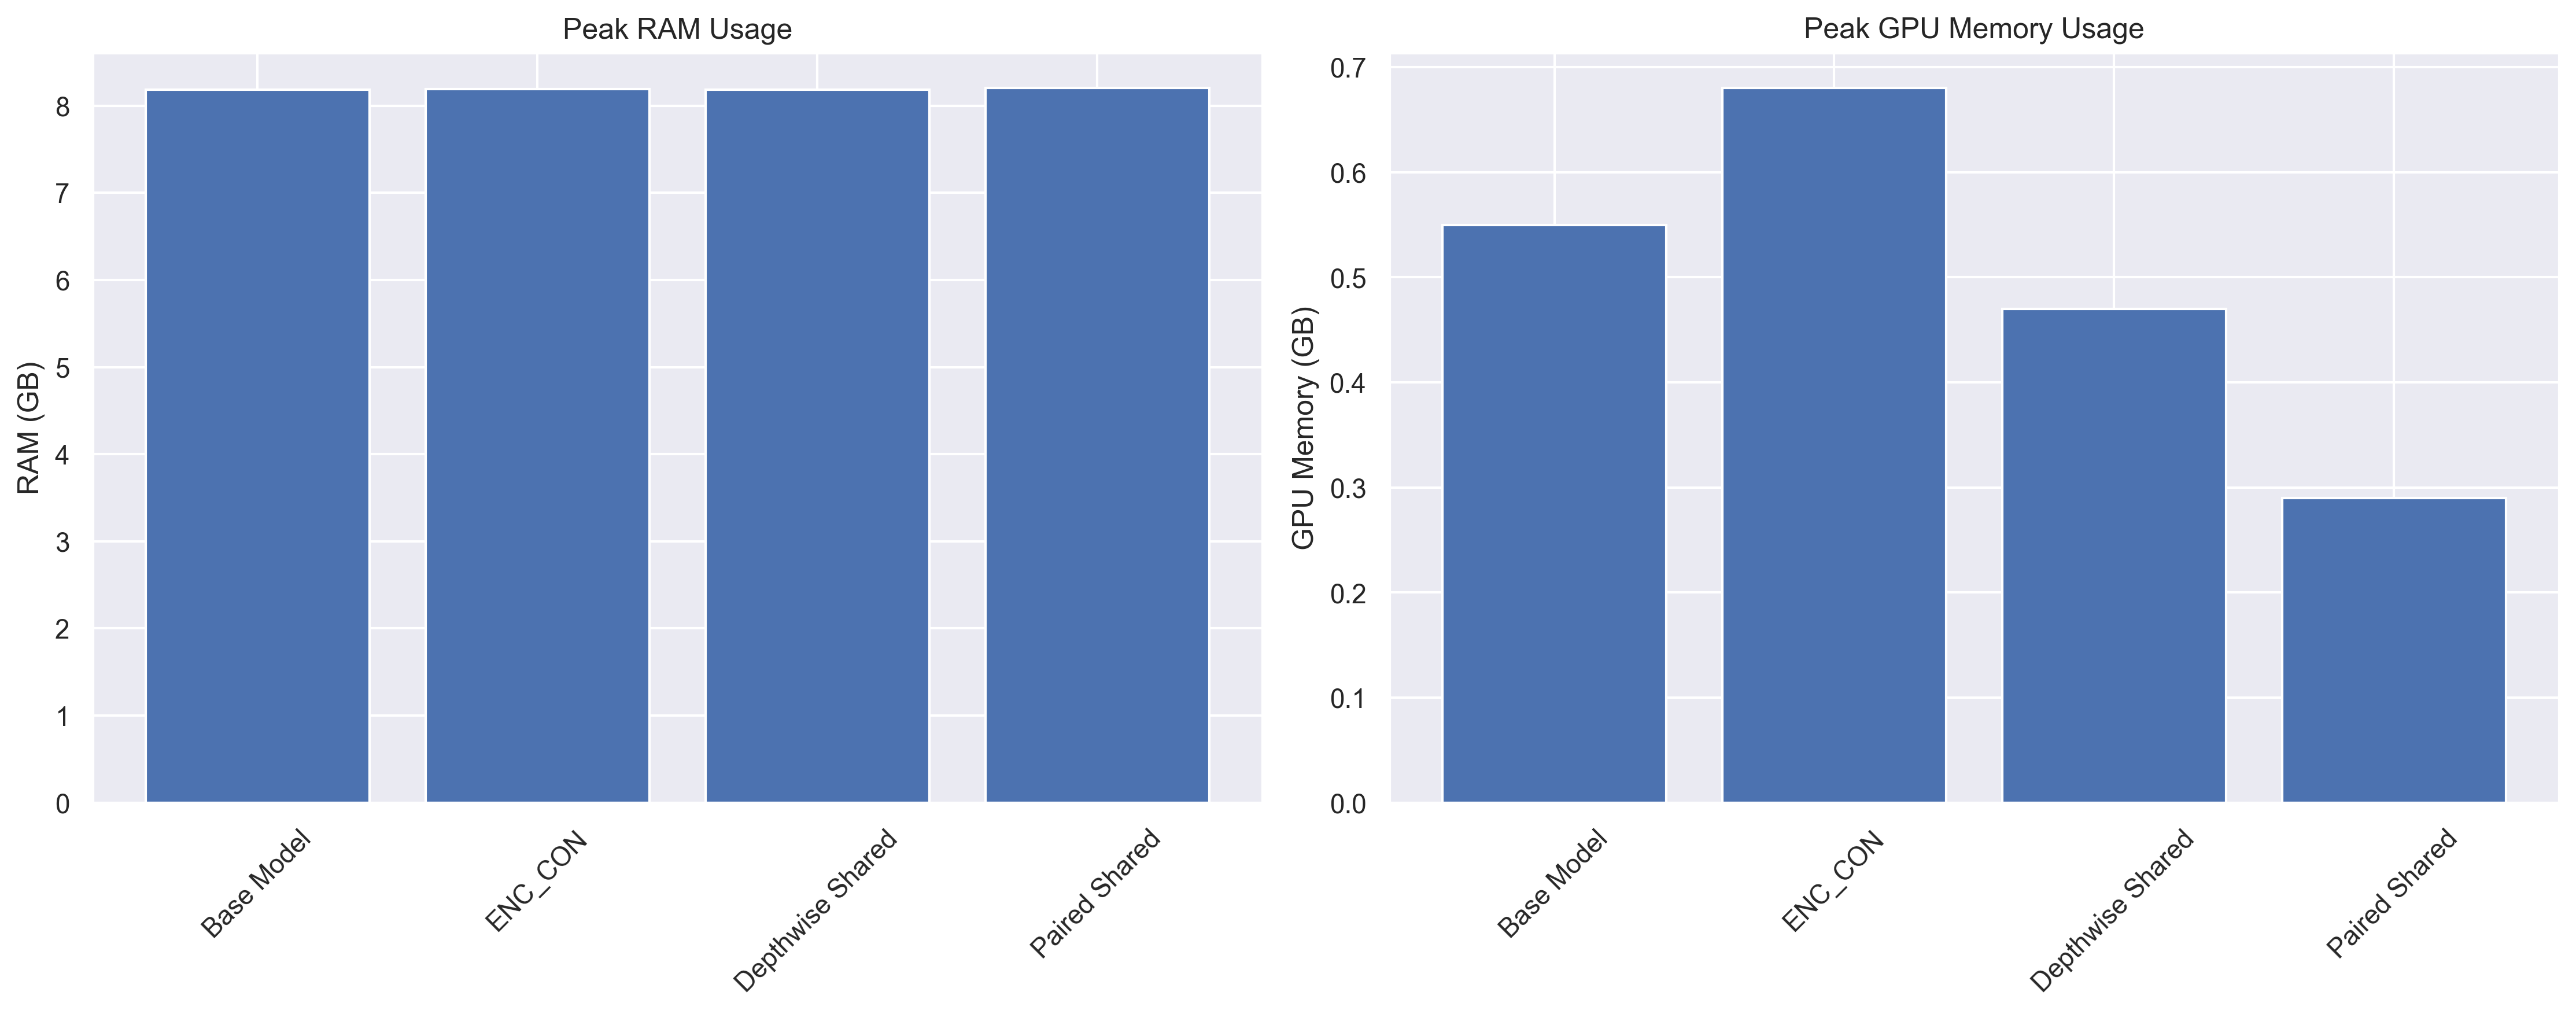 Peak RAM Usage
RAM (GB)
8
7
6
5
4
3
2
1
0
Base Model
ENC_CON
Depthwise Shared
Paired Shared
Peak GPU Memory Usage
GPU Memory (GB)
0.7
0.6
0.5
0.4
0.3
0.2
0.1
0.0
Base Model
ENC_CON
Depthwise Shared
Paired Shared